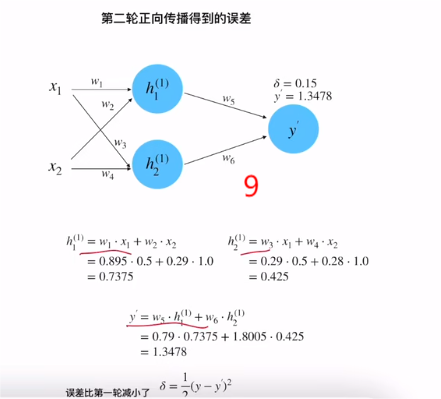 第二轮正向传播得到的误差
x₁ w₁ h₁⁽¹⁾ w₅ δ = 0.15
w₂ y′ = 1.3478
w₃ y′
x₂ w₄ h₂⁽¹⁾ w₆
9
h₁⁽¹⁾ = w₁ · x₁ + w₂ · x₂ h₂⁽¹⁾ = w₃ · x₁ + w₄ · x₂
= 0.895 · 0.5 + 0.29 · 1.0 = 0.29 · 0.5 + 0.28 · 1.0
= 0.7375 = 0.425
y′ = w₅ · h₁⁽¹⁾ + w₆ · h₂⁽¹⁾
= 0.79 · 0.7375 + 1.8005 · 0.425
= 1.3478
误差比第一轮减小了 δ = 1/2(y − y′)²